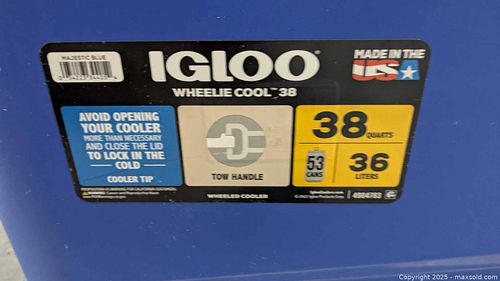 MAJESTIC BLUE
IGLOO
WHEELIE COOL™ 38
MADE IN THE
USA
AVOID OPENING
YOUR COOLER
MORE THAN NECESSARY
AND CLOSE THE LID
TO LOCK IN THE
COLD
COOLER TIP
TOW HANDLE
38 QUARTS
53
CANS
36
LITERS
WHEELED COOLER
4984783
Copyright © 2025 - maxsold.com